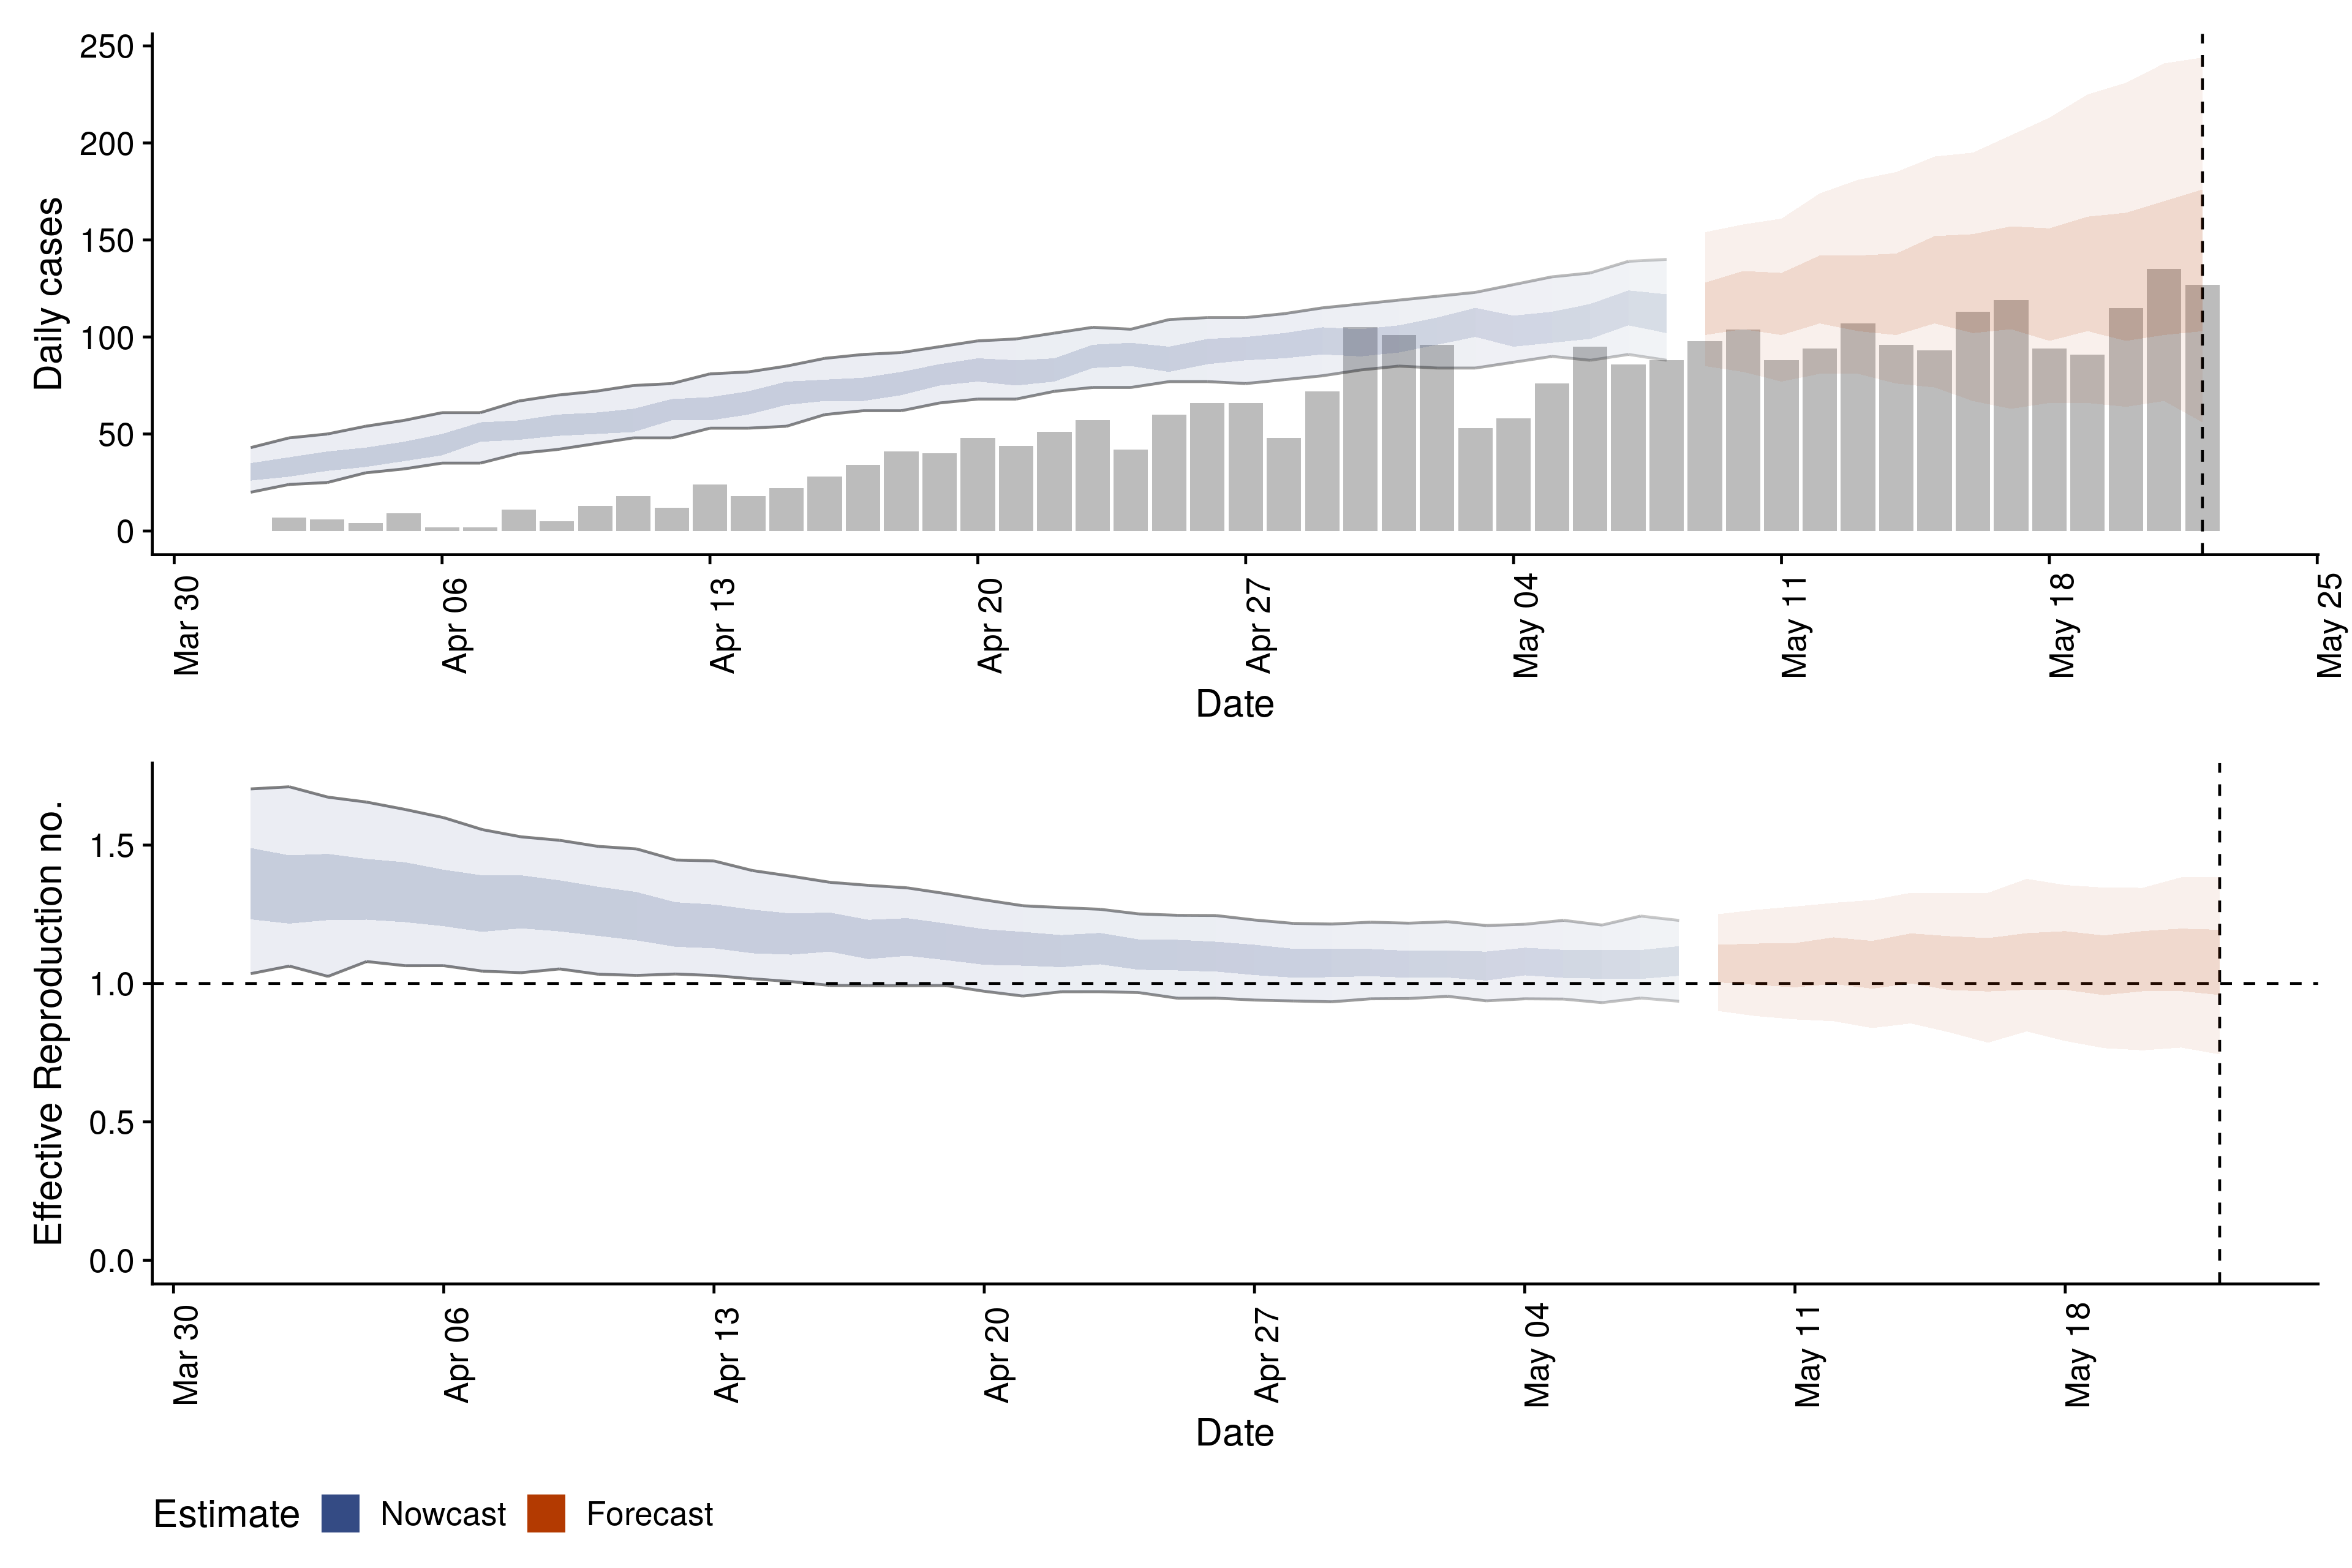 Daily cases
250
200
150
100
50
0
Mar 30
Apr 06
Apr 13
Apr 20
Apr 27
May 04
May 11
May 18
May 25
Date
Effective Reproduction no.
1.5
1.0
0.5
0.0
Mar 30
Apr 06
Apr 13
Apr 20
Apr 27
May 04
May 11
May 18
Date
Estimate Nowcast Forecast